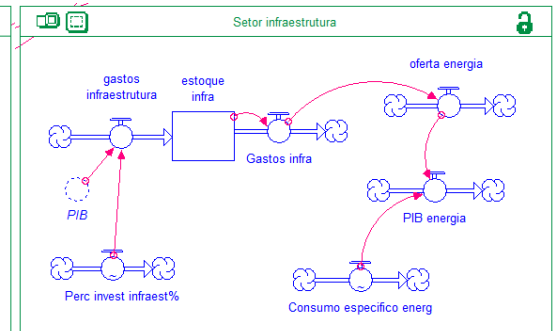 Setor infraestrutura
oferta energia
gastos
infraestrutura
estoque
infra
Gastos infra
PIB
PIB energia
Perc invest infraest%
Consumo especifico energ
~
~